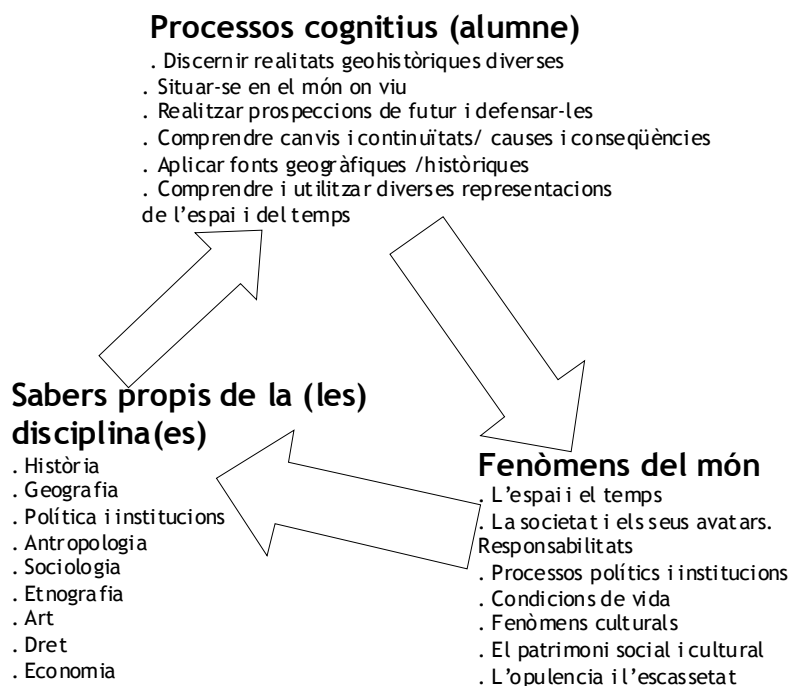 Processos cognitius (alumne)
. Discernir realitats geohistòriques diverses
. Situar-se en el món on viu
. Realitzar prospeccions de futur i defensar-les
. Comprendre canvis i continuïtats/ causes i conseqüències
. Aplicar fonts geogràfiques /històriques
. Comprendre i utilitzar diverses representacions
de l'espai i del temps
Sabers propis de la (les)
disciplina(es)
. Història
. Geografia
. Política i institucions
. Antropologia
. Sociologia
. Etnografia
. Art
. Dret
. Economia
Fenòmens del món
. L'espai i el temps
. La societat i els seus avatars.
Responsabilitats
. Processos polítics i institucions
. Condicions de vida
. Fenòmens culturals
. El patrimoni social i cultural
. L'opulencia i l'escassetat